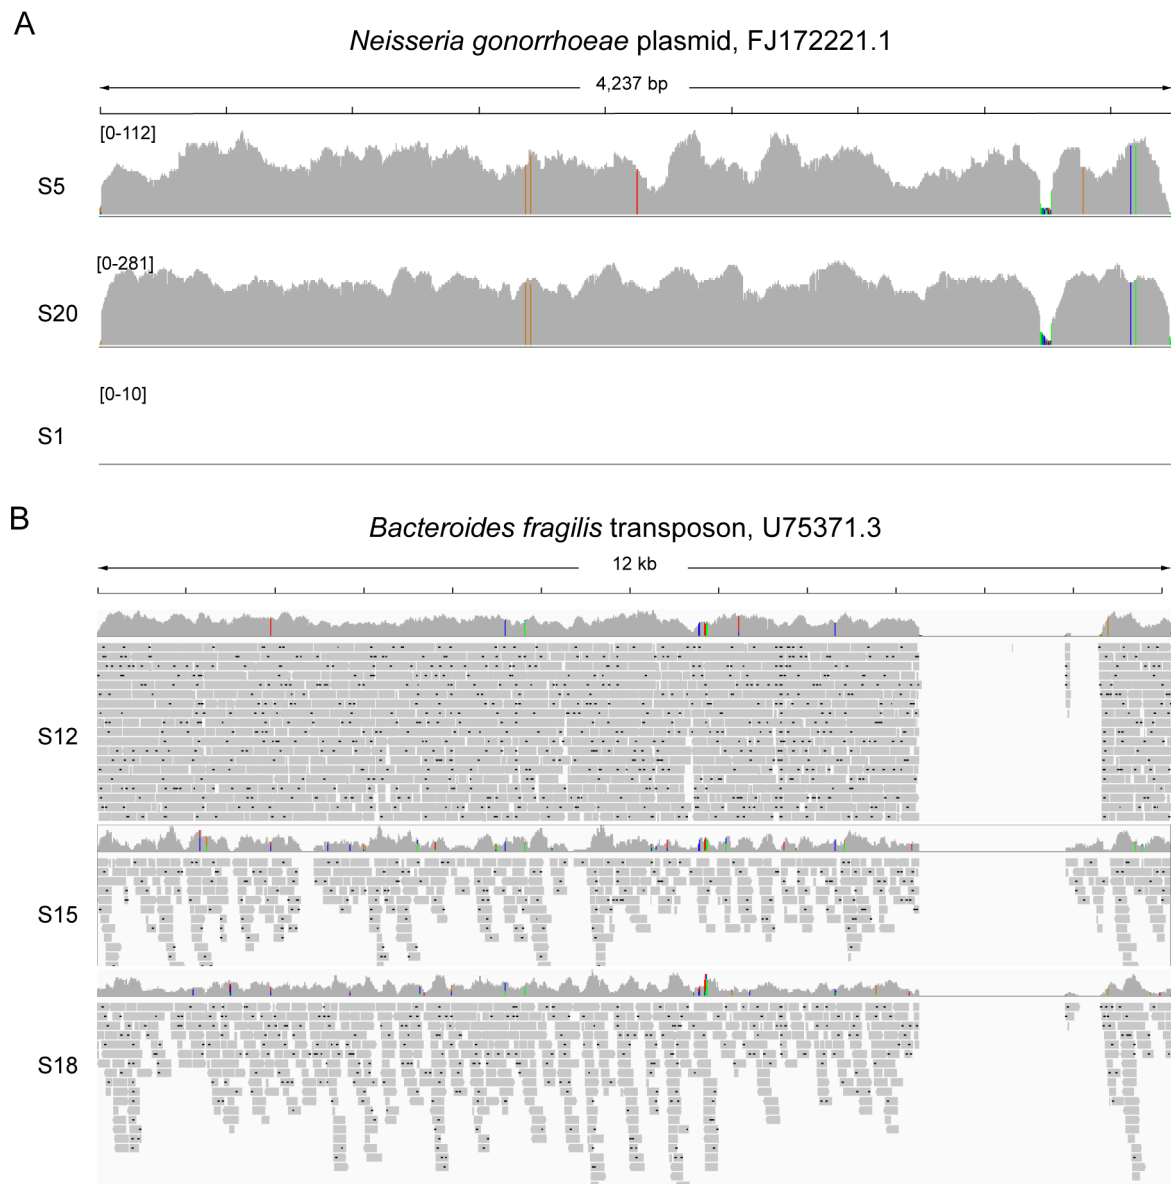 A
Neisseria gonorrhoeae plasmid, FJ172221.1
4,237 bp
[0-112]
S5
[0-281]
S20
[0-10]
S1
B
Bacteroides fragilis transposon, U75371.3
12 kb
S12
S15
S18